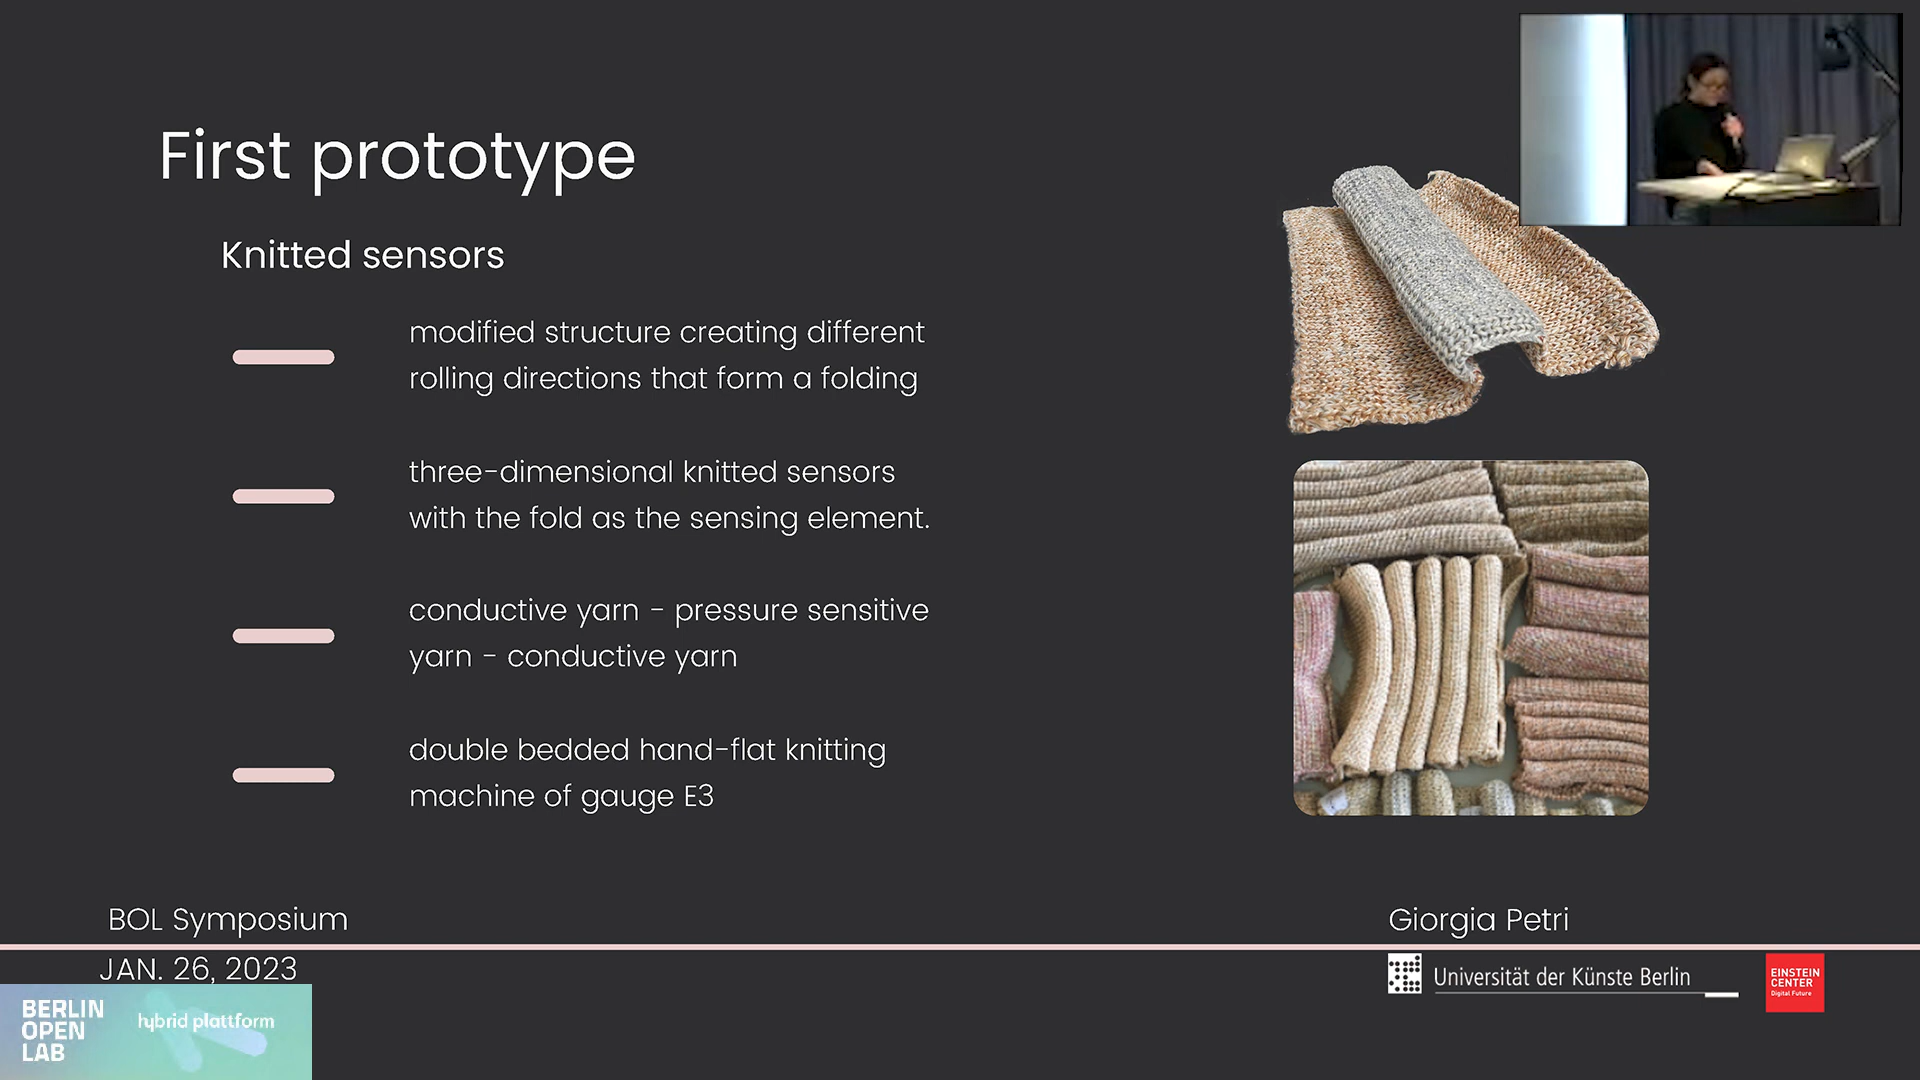 First prototype
Knitted sensors
modified structure creating different
rolling directions that form a folding
three-dimensional knitted sensors
with the fold as the sensing element.
conductive yarn - pressure sensitive
yarn - conductive yarn
double bedded hand-flat knitting
machine of gauge E3
BOL Symposium
Giorgia Petri
JAN. 26, 2023
Universität der Künste Berlin
EINSTEIN
CENTER
Digital Future
BERLIN
OPEN
LAB
hybrid plattform